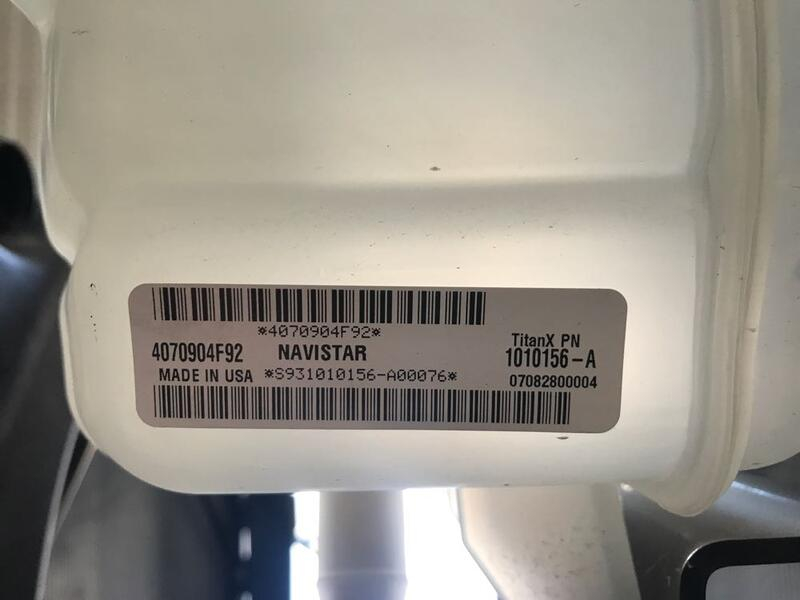 *4070904F92*
4070904F92 NAVISTAR
TitanX PN
1010156-A
MADE IN USA *S931010156-A00076*
07082800004